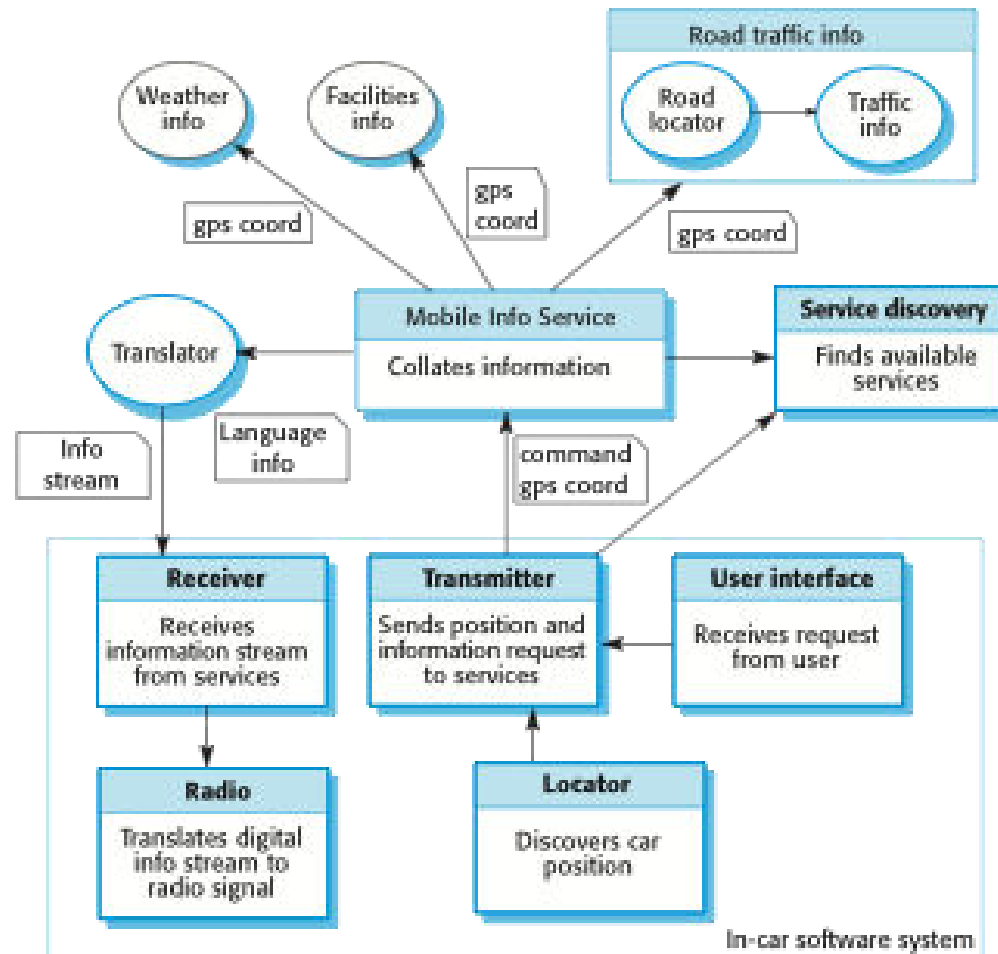 Road traffic info
Weather
info
Facilities
info
Road
locator
Traffic
info
gps coord
gps
coord
gps coord
Mobile Info Service
Collates information
Service discovery
Finds available
services
Translator
Info
stream
Language
info
command
gps coord
Receiver
Receives
information stream
from services
Transmitter
Sends position and
information request
to services
User interface
Receives request
from user
Radio
Translates digital
info stream to
radio signal
Locator
Discovers car
position
In-car software system